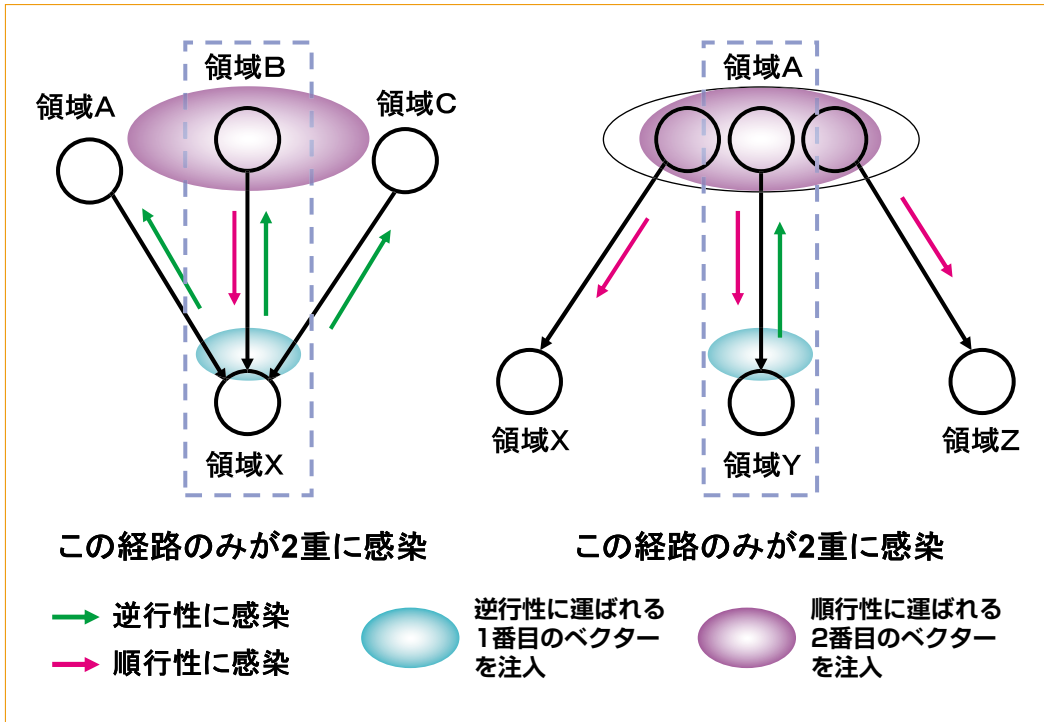 領域B
領域A
領域C
領域X
この経路のみが2重に感染
領域A
領域X
領域Y
領域Z
この経路のみが2重に感染
逆行性に感染
順行性に感染
逆行性に運ばれる
1番目のベクター
を注入
順行性に運ばれる
2番目のベクター
を注入